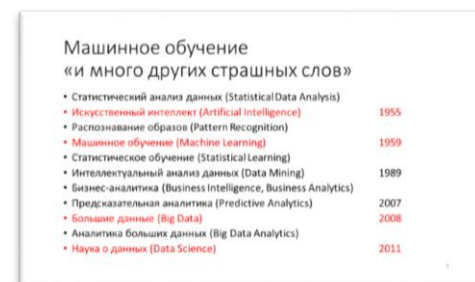 Машинное обучение
«и много других страшных слов»
• Статистический анализ данных (Statistical Data Analysis)
• Искусственный интеллект (Artificial Intelligence) 1955
• Распознавание образов (Pattern Recognition)
• Машинное обучение (Machine Learning) 1959
• Статистическое обучение (Statistical Learning)
• Интеллектуальный анализ данных (Data Mining) 1989
• Бизнес-аналитика (Business Intelligence, Business Analytics)
• Предсказательная аналитика (Predictive Analytics) 2007
• Большие данные (Big Data) 2008
• Аналитика больших данных (Big Data Analytics)
• Наука о данных (Data Science) 2011